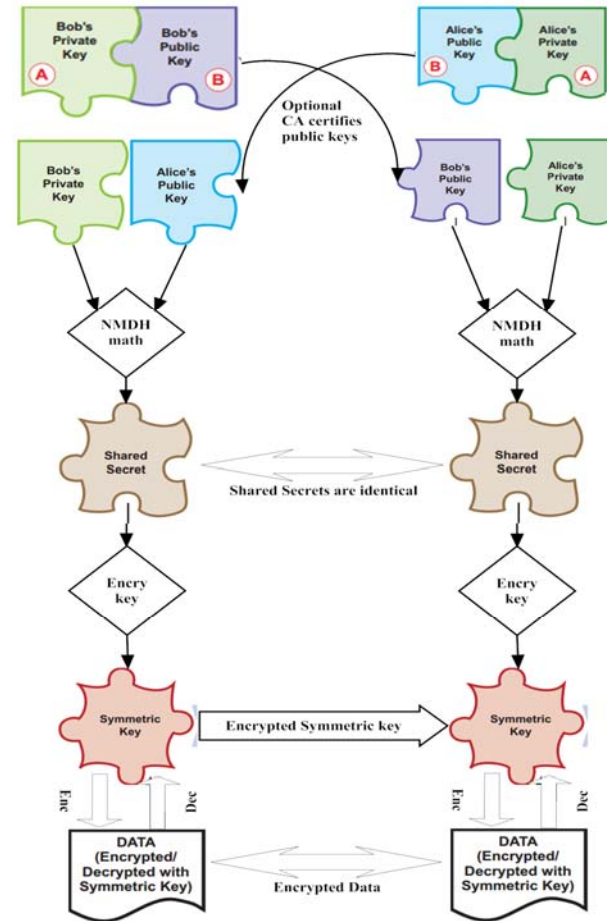 Bob's
Private
Key
A
Bob's
Public
Key
B
Alice's
Public
Key
B
Alice's
Private
Key
A
Optional
CA certifies
public keys
Bob's
Private
Key
Alice's
Public
Key
Bob's
Public
Key
Alice's
Private
Key
NMDH
math
NMDH
math
Shared
Secret
Shared
Secret
Shared Secrets are identical
Encry
key
Encry
key
Symmetric
Key
Encrypted Symmetric key
Symmetric
Key
Enc
Dec
Enc
Dec
DATA
(Encrypted/
Decrypted with
Symmetric Key)
Encrypted Data
DATA
(Encrypted/
Decrypted with
Symmetric Key)